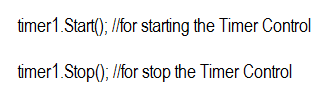 timer1.Start(); //for starting the Timer Control
timer1.Stop(); //for stop the Timer Control